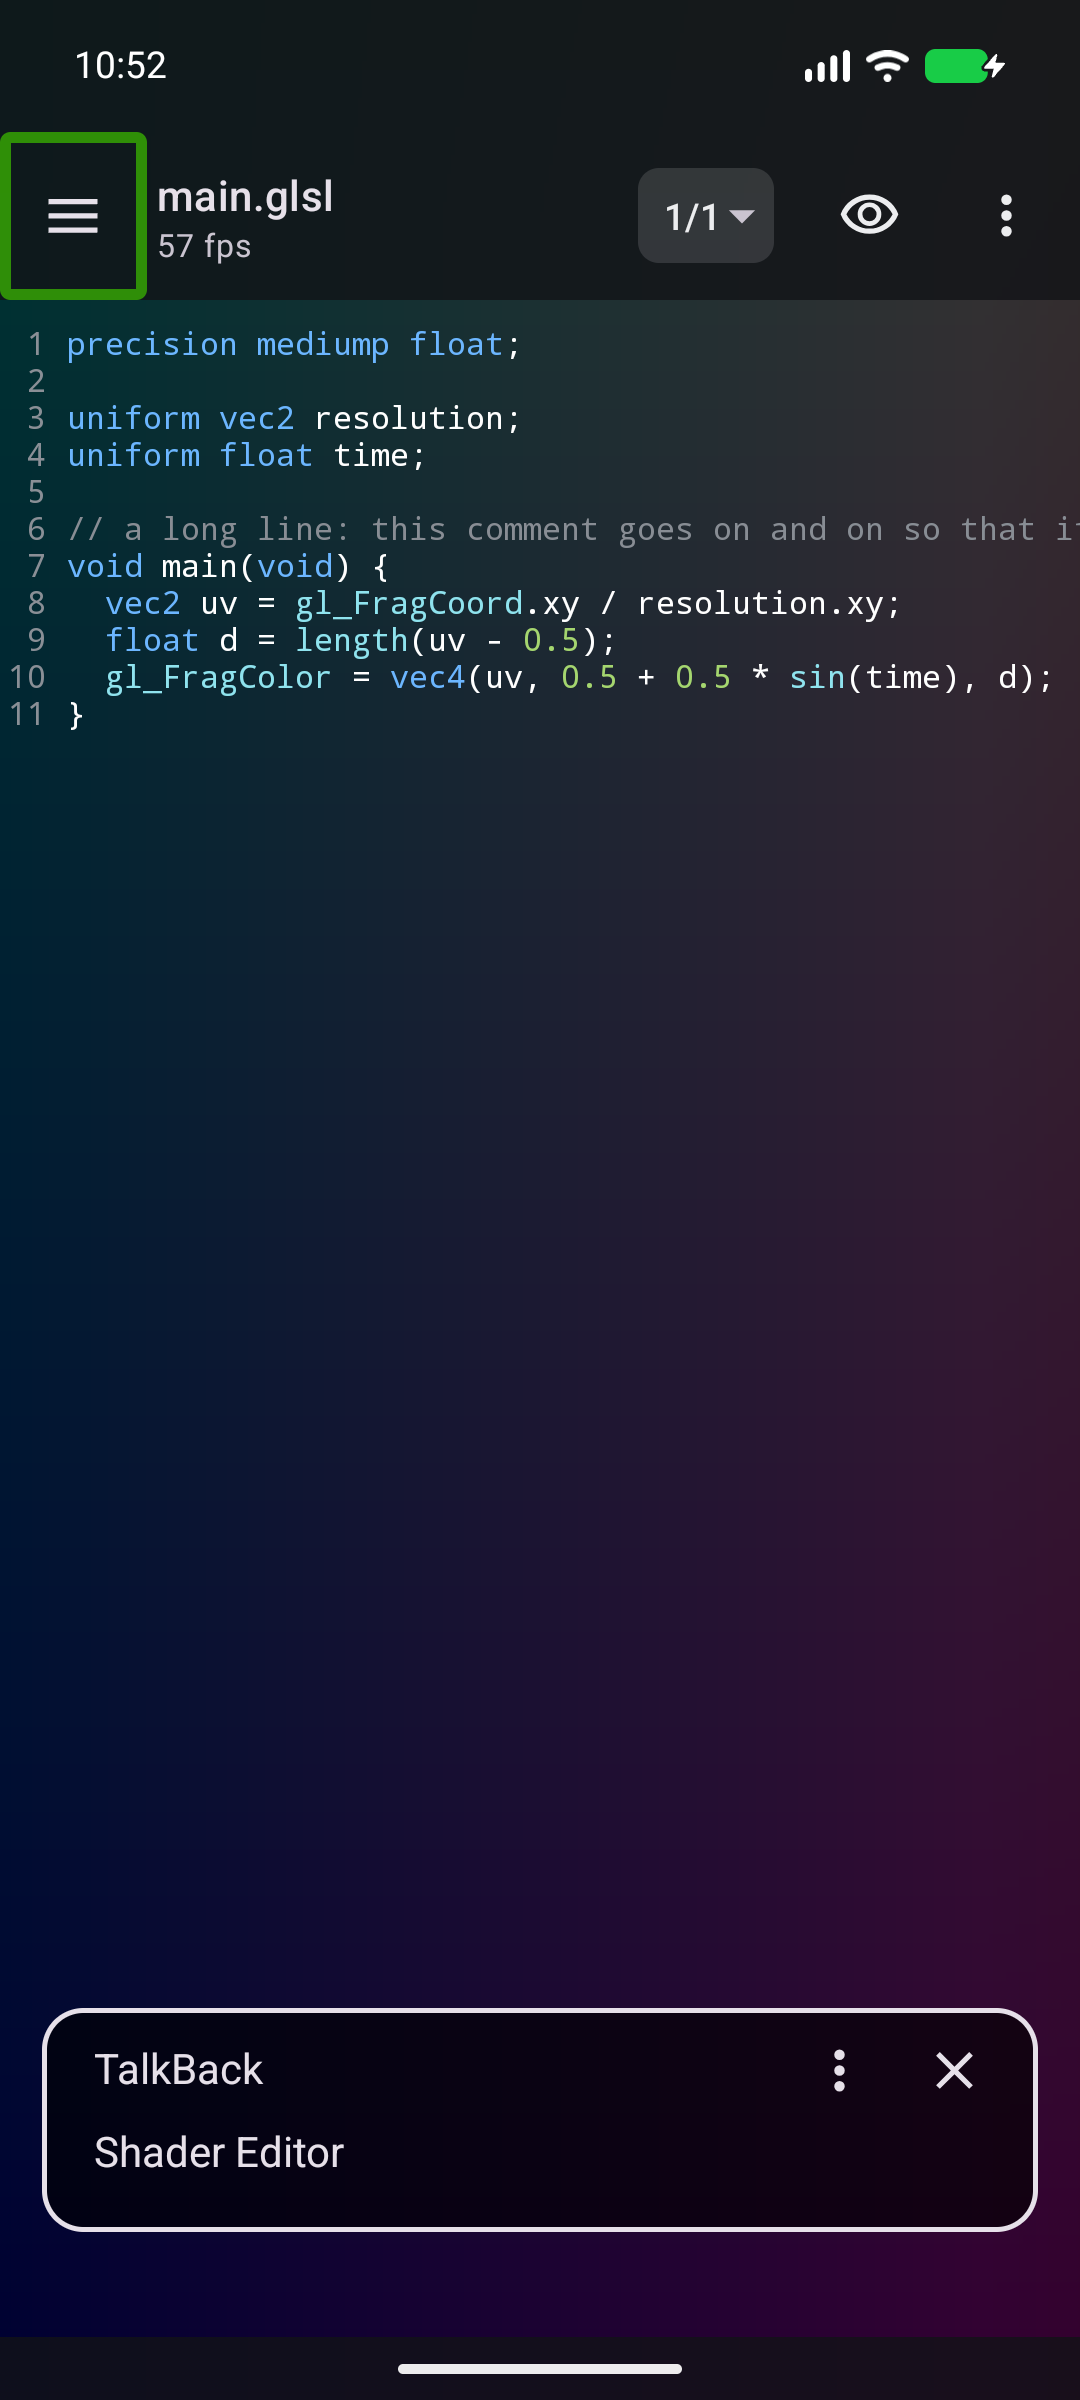 10:52
main.glsl
57 fps
1/1
1 precision mediump float;
2
3 uniform vec2 resolution;
4 uniform float time;
5
6 // a long line: this comment goes on and on so that it
7 void main(void) {
8   vec2 uv = gl_FragCoord.xy / resolution.xy;
9   float d = length(uv - 0.5);
10   gl_FragColor = vec4(uv, 0.5 + 0.5 * sin(time), d);
11 }
TalkBack
Shader Editor